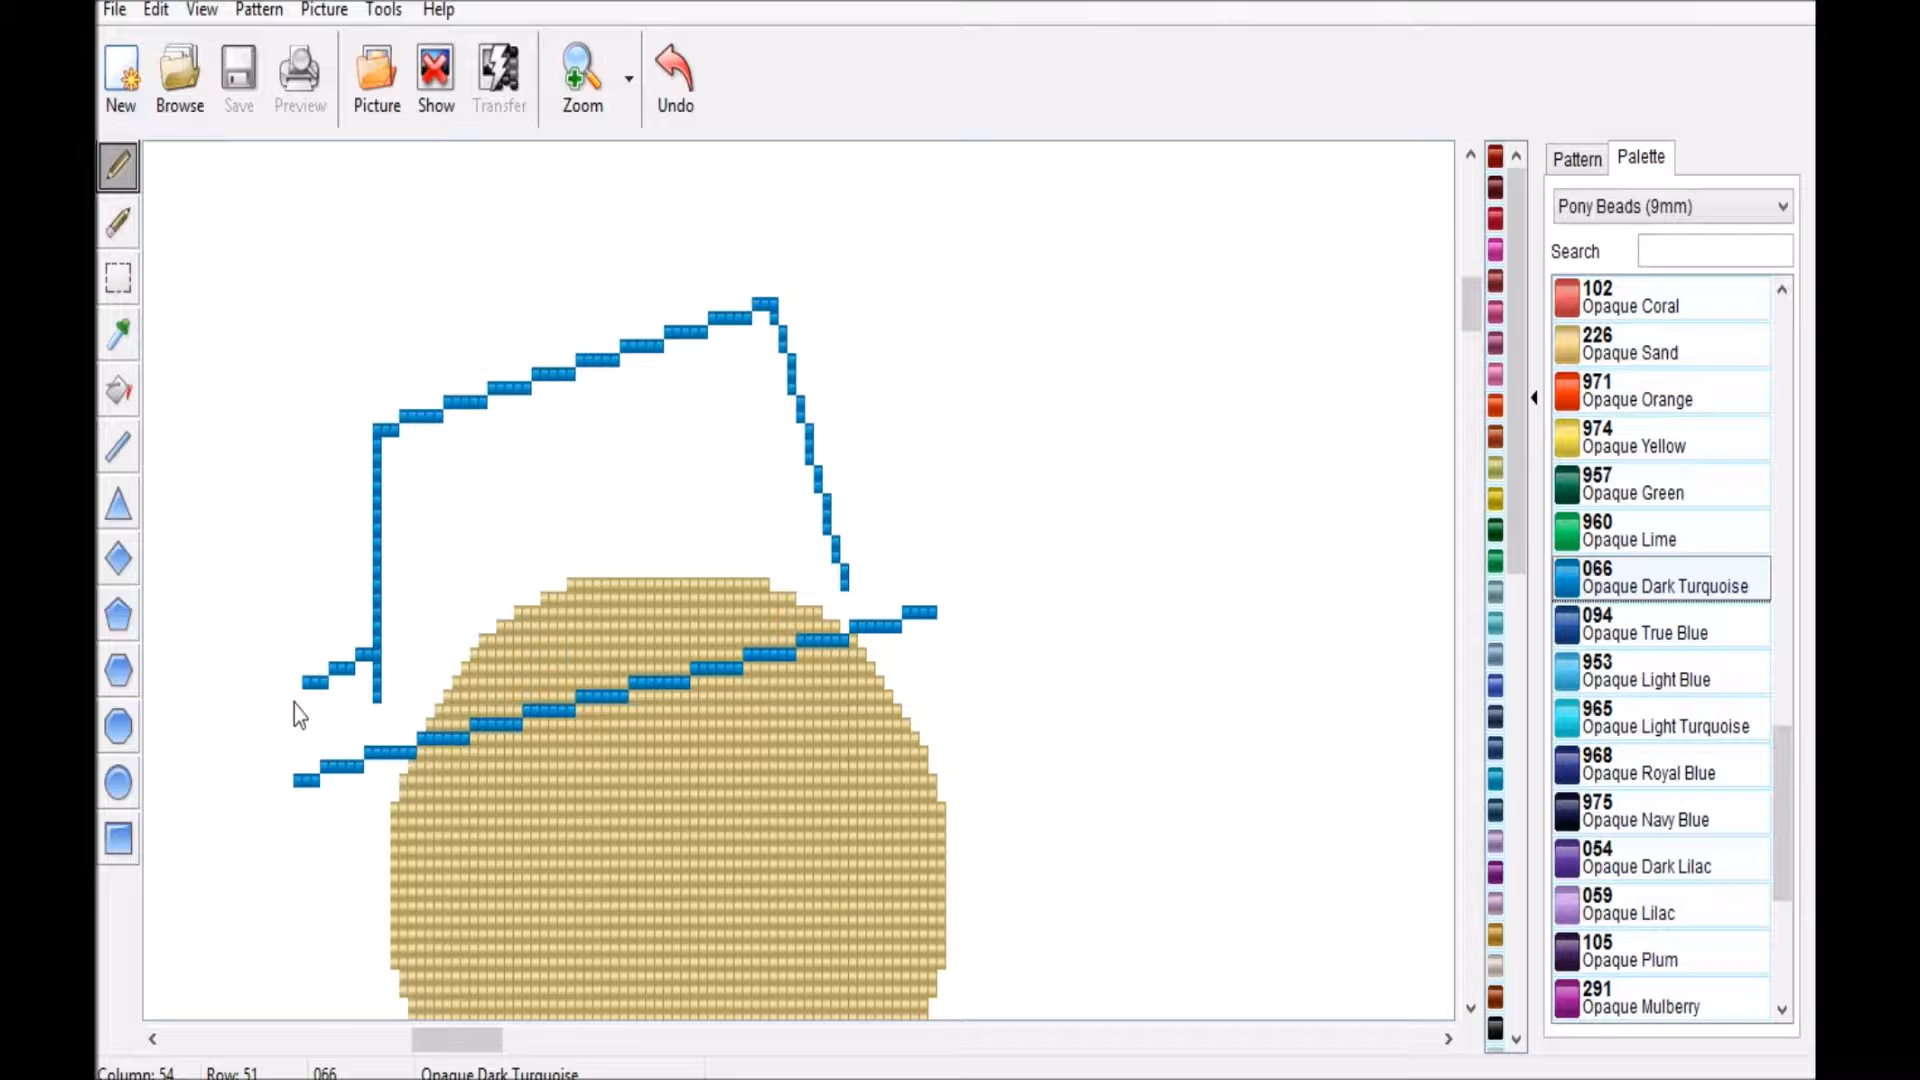 File Edit View Pattern Picture Tools Help
New Browse Save Preview Picture Show Transfer Zoom Undo
Pattern Palette
Pony Beads (9mm)
Search
102
Opaque Coral
226
Opaque Sand
971
Opaque Orange
974
Opaque Yellow
957
Opaque Green
960
Opaque Lime
066
Opaque Dark Turquoise
094
Opaque True Blue
953
Opaque Light Blue
965
Opaque Light Turquoise
968
Opaque Royal Blue
975
Opaque Navy Blue
054
Opaque Dark Lilac
059
Opaque Lilac
105
Opaque Plum
291
Opaque Mulberry
Column: 54 Row: 51 066 Opaque Dark Turquoise